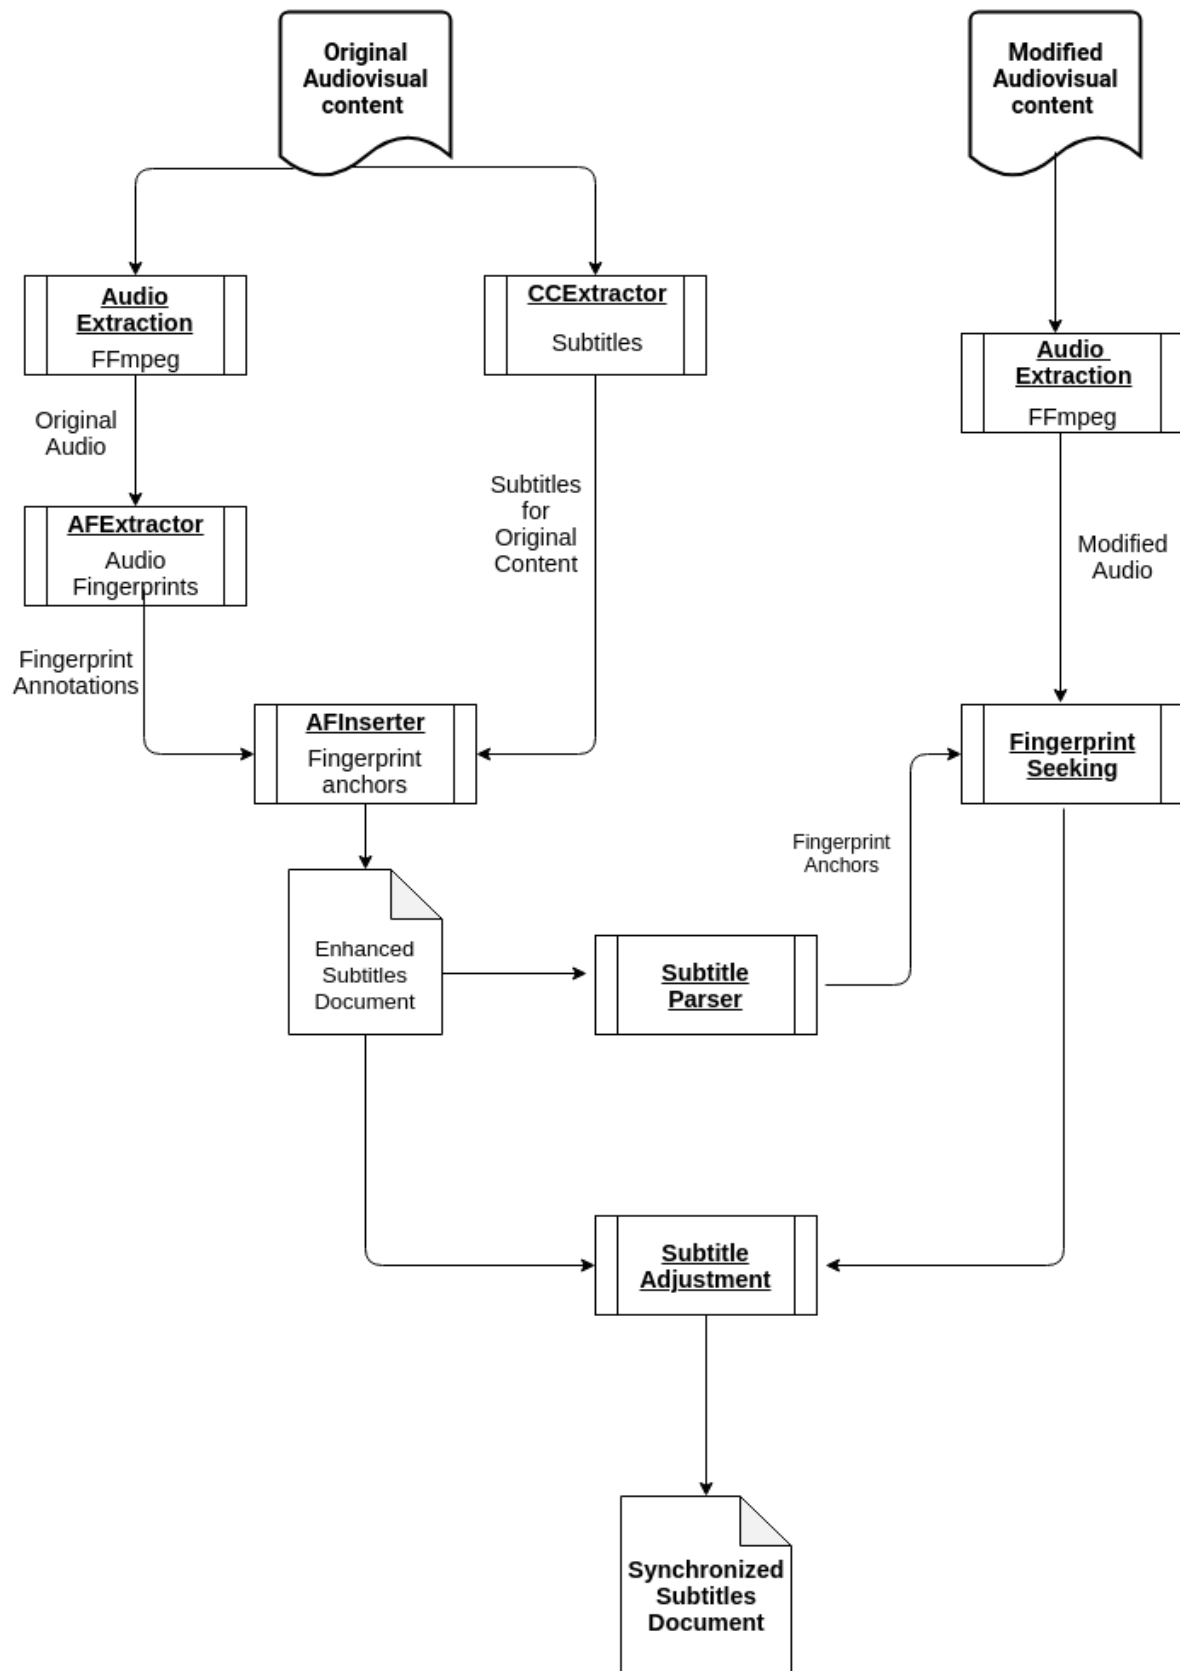 Original
Audiovisual
content
Modified
Audiovisual
content
Audio
Extraction
FFmpeg
CCExtractor
Subtitles
Audio
Extraction
FFmpeg
Original
Audio
Subtitles
for
Original
Content
AFExtractor
Audio
Fingerprints
Modified
Audio
Fingerprint
Annotations
AFInserter
Fingerprint
anchors
Fingerprint
Seeking
Fingerprint
Anchors
Enhanced
Subtitles
Document
Subtitle
Parser
Subtitle
Adjustment
Synchronized
Subtitles
Document